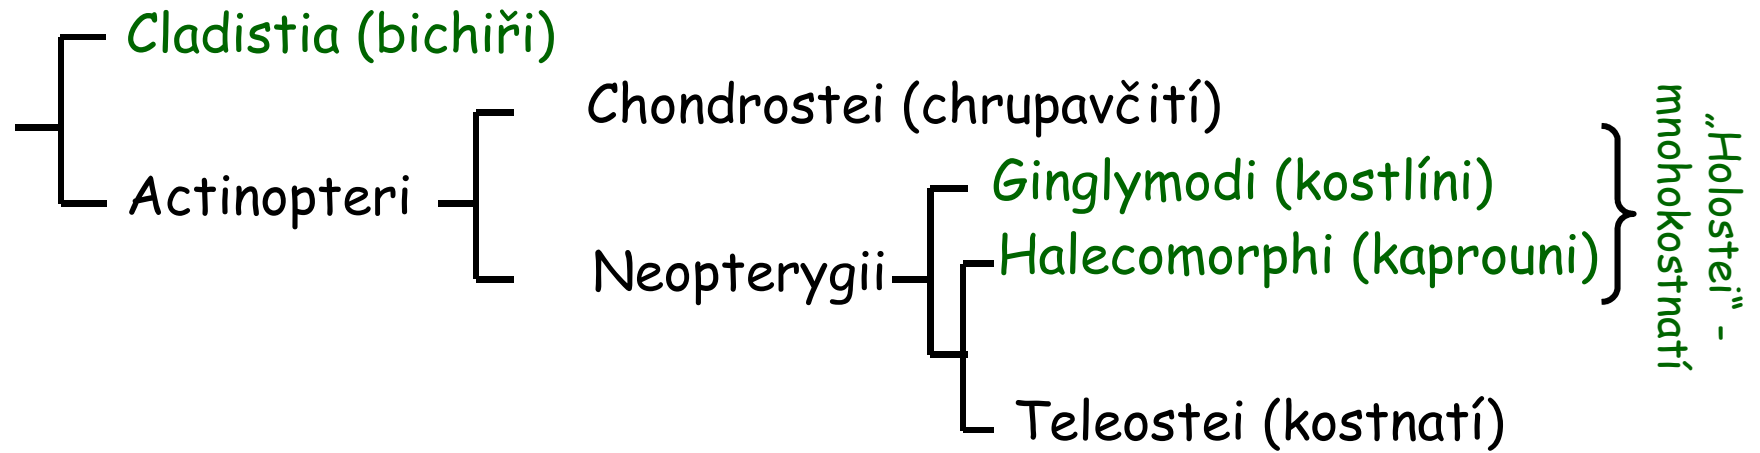 Cladistia (bichiři)
Chondrostei (chrupavčití)
Actinopteri
Ginglymodi (kostlíni)
Neopterygii
Halecomorphi (kaprouni)
Teleostei (kostnatí)
„Holostei“ -
mnohokostnatí